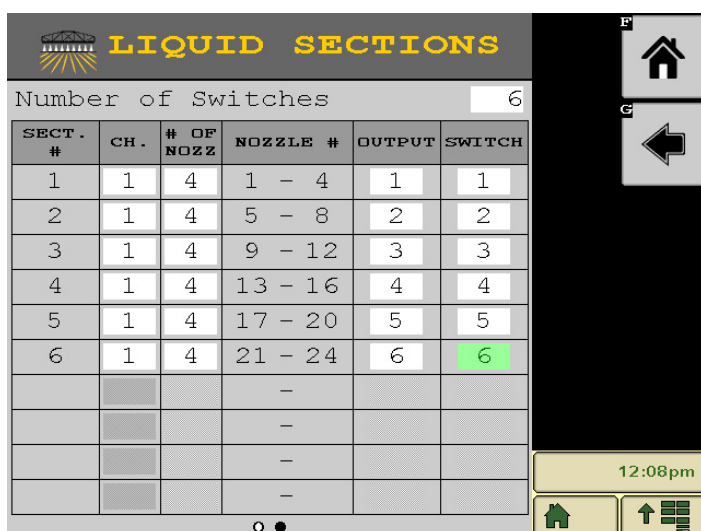 LIQUID SECTIONS
F
Number of Switches 6
G
SECT. # CH. # OF NOZZ NOZZLE # OUTPUT SWITCH
1 1 4 1 - 4 1 1
2 1 4 5 - 8 2 2
3 1 4 9 - 12 3 3
4 1 4 13 - 16 4 4
5 1 4 17 - 20 5 5
6 1 4 21 - 24 6 6
-
-
-
-
12:08pm